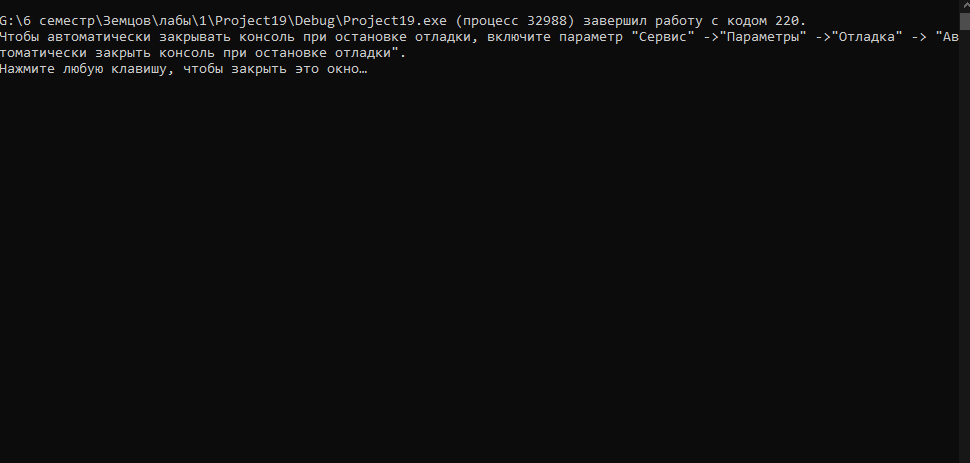 G:\6 семестр\Земцов\лабы\1\Project19\Debug\Project19.exe (процесс 32988) завершил работу с кодом 220.
Чтобы автоматически закрывать консоль при остановке отладки, включите параметр "Сервис" ->"Параметры" ->"Отладка" -> "Ав
томатически закрыть консоль при остановке отладки".
Нажмите любую клавишу, чтобы закрыть это окно…